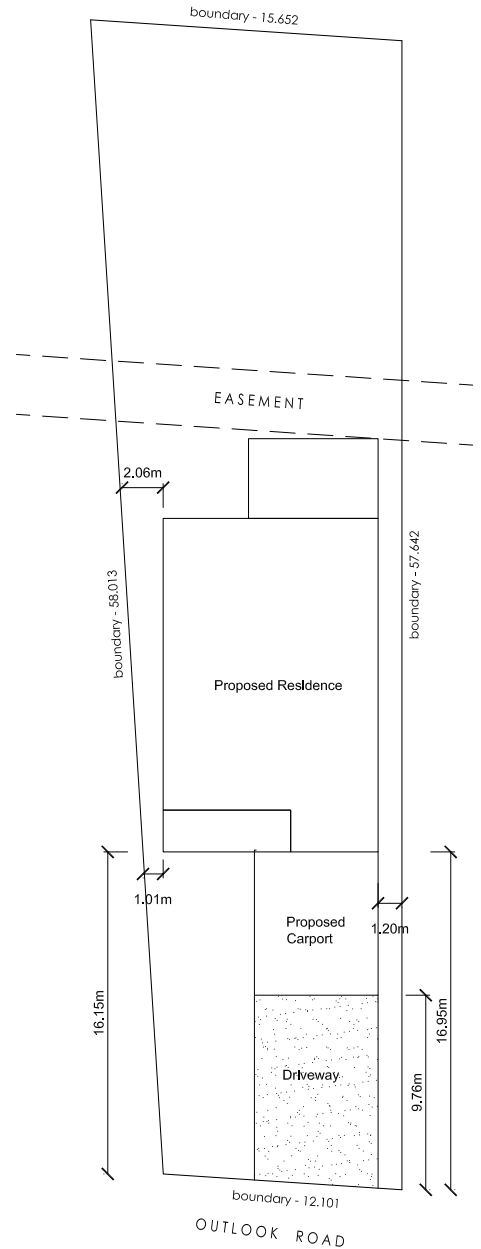 boundary - 15.652
EASEMENT
2.06m
boundary - 58.013
boundary - 57.642
Proposed Residence
1.01m
Proposed
Carport
1.20m
16.15m
16.95m
Driveway
9.76m
boundary - 12.101
OUTLOOK ROAD